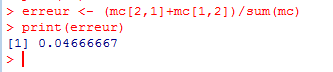 > erreur <- (mc[2,1]+mc[1,2])/sum(mc)
> print(erreur)
[1] 0.04666667
>